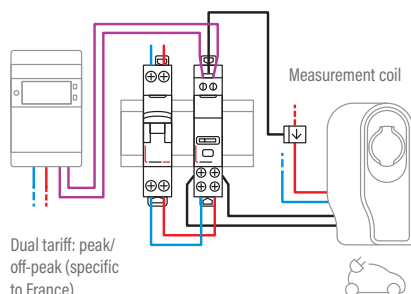 Measurement coil
Dual tariff: peak/
off-peak (specific
to France)